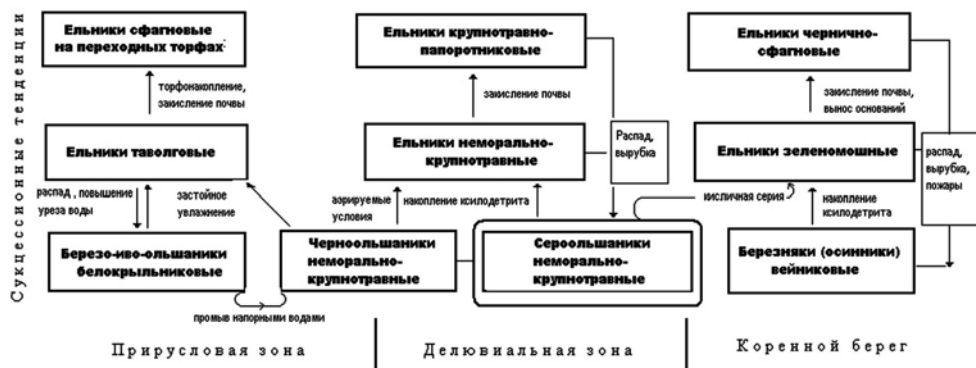 Сукцессионные тенденции
Ельники сфагновые
на переходных торфах
Ельники крупнотравно-
папоротниковые
Ельники чернично-
сфагновые
торфонакопление,
закисление почвы
закисление почвы
закисление почвы,
вынос оснований
Ельники таволговые
Ельники неморально-
крупнотравные
Распад,
вырубка
Ельники зеленомошные
распад,
вырубка,
пожары
распад , повышение
уреза воды
застойное
увлажнение
аэрируемые
условия
накопление ксилодетрита
кисличная серия
накопление
ксилодетрита
Березо-иво-ольшаники
белокрыльниковые
Черноольшаники
неморально-
крупнотравные
Сероольшаники
неморально-
крупнотравные
Березняки (осинники)
вейниковые
промыв напорными водами
Прирусловая зона
Делювиальная зона
Коренной берег